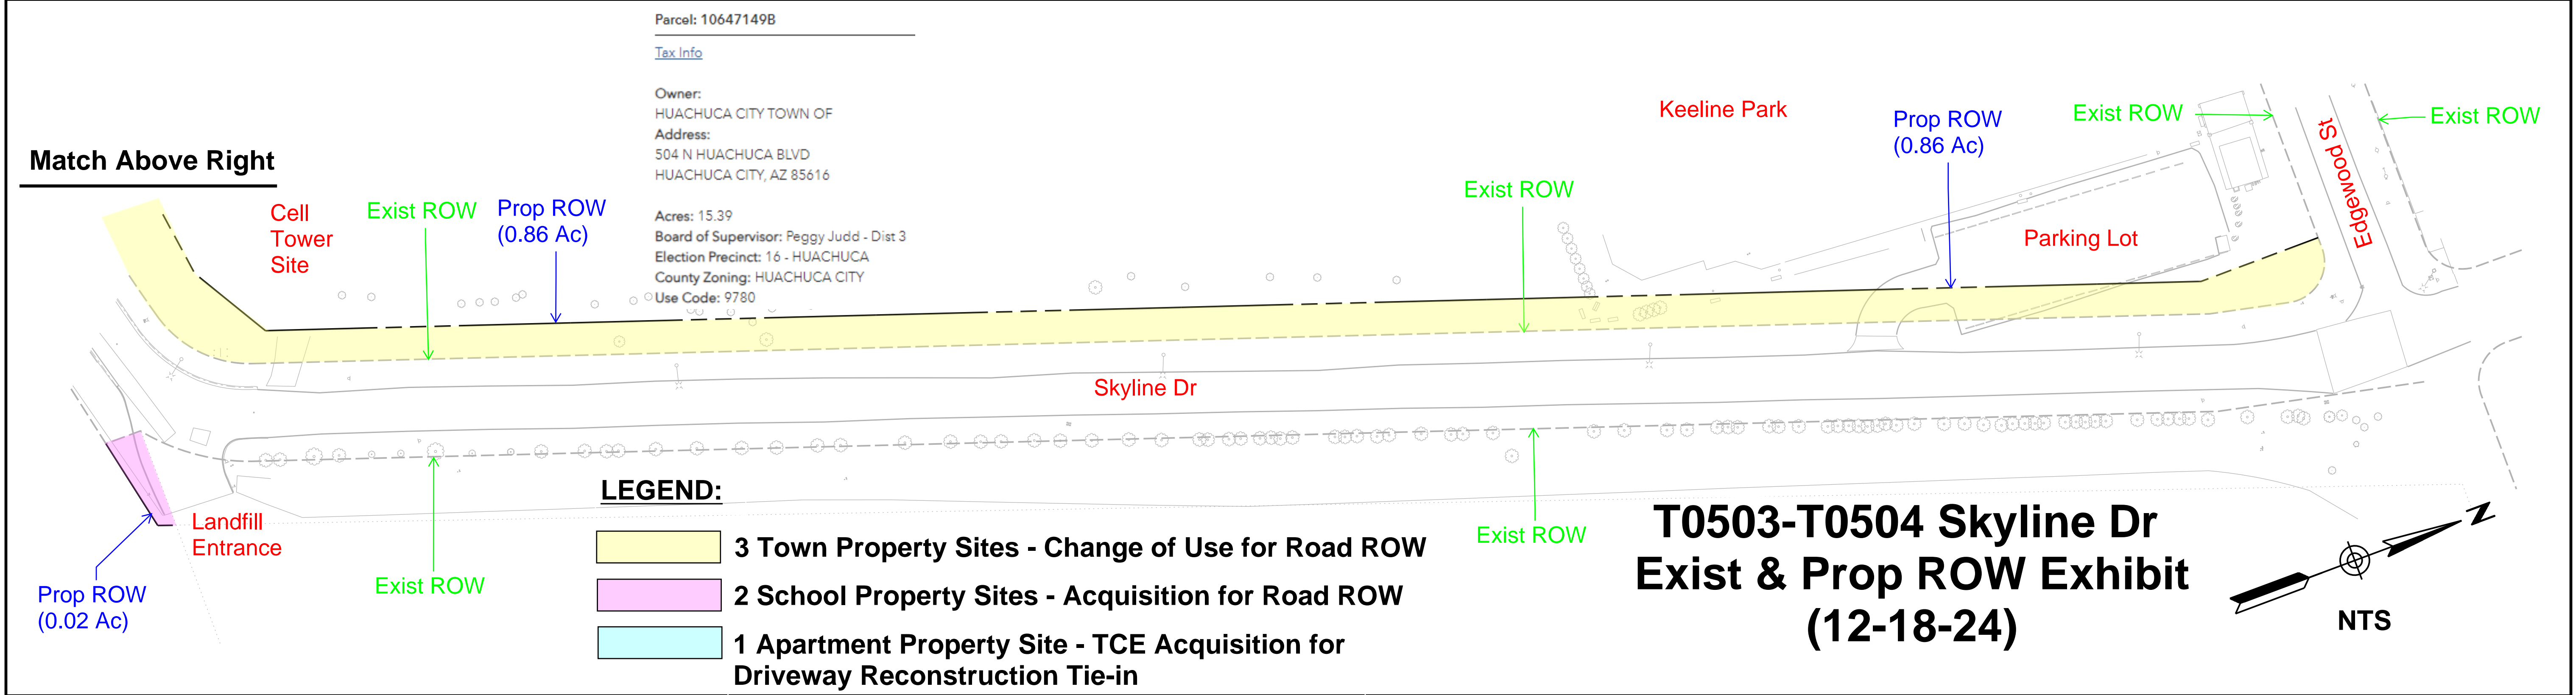 Parcel: 10647149B
Tax Info
Owner:
HUACHUCA CITY TOWN OF
Address:
504 N HUACHUCA BLVD
HUACHUCA CITY, AZ 85616
Acres: 15.39
Board of Supervisor: Peggy Judd - Dist 3
Election Precinct: 16 - HUACHUCA
County Zoning: HUACHUCA CITY
Use Code: 9780
Match Above Right
Cell
Tower
Site
Exist ROW
Prop ROW
(0.86 Ac)
Exist ROW
Keeline Park
Prop ROW
(0.86 Ac)
Exist ROW
Exist ROW
Edgewood St
Parking Lot
Skyline Dr
Landfill
Entrance
Prop ROW
(0.02 Ac)
Exist ROW
Exist ROW
LEGEND:
3 Town Property Sites - Change of Use for Road ROW
2 School Property Sites - Acquisition for Road ROW
1 Apartment Property Site - TCE Acquisition for
Driveway Reconstruction Tie-in
T0503-T0504 Skyline Dr
Exist & Prop ROW Exhibit
(12-18-24)
N
NTS